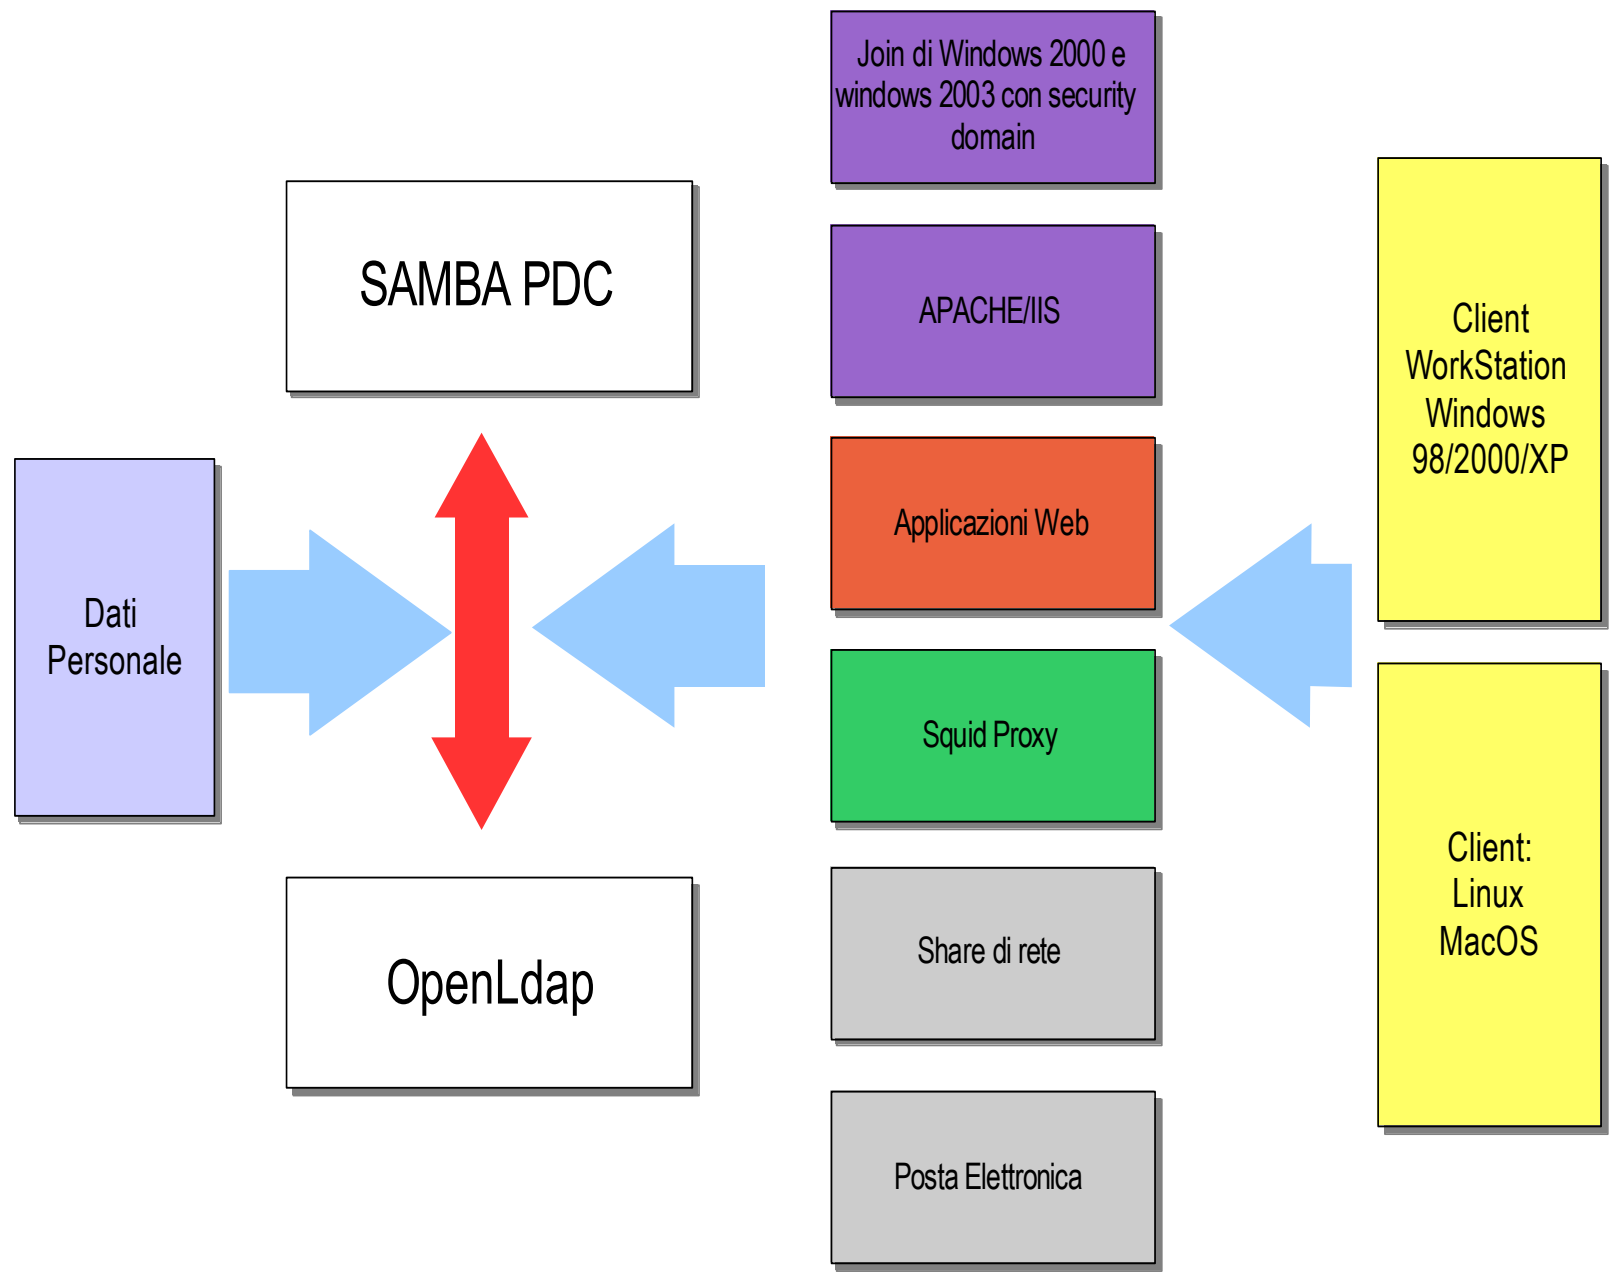 Join di Windows 2000 e
windows 2003 con security
domain
SAMBA PDC
APACHE/IIS
Client
WorkStation
Windows
98/2000/XP
Applicazioni Web
Dati
Personale
Squid Proxy
Client:
Linux
MacOS
Share di rete
OpenLdap
Posta Elettronica